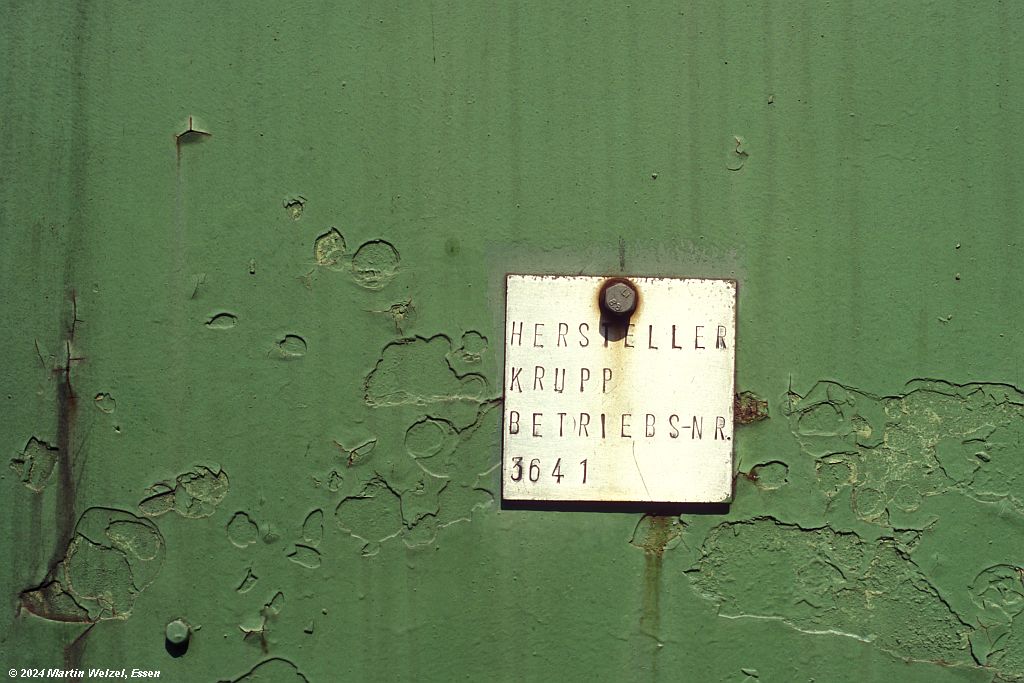 HERSTELLER
KRUPP
BETRIEBS-NR.
3641
© 2024 Martin Welzel, Essen